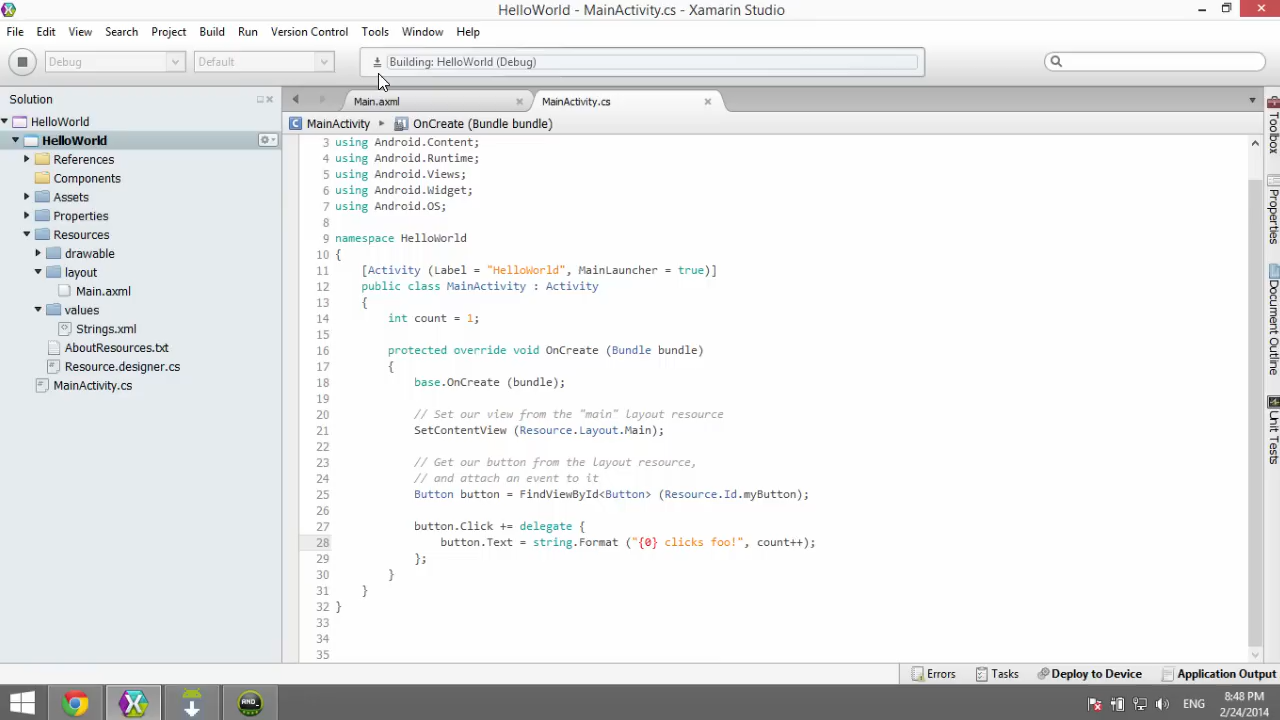 HelloWorld - MainActivity.cs - Xamarin Studio
File Edit View Search Project Build Run Version Control Tools Window Help
Debug Default Building: HelloWorld (Debug)
Solution
HelloWorld
HelloWorld
References
Components
Assets
Properties
Resources
drawable
layout
Main.axml
values
Strings.xml
AboutResources.txt
Resource.designer.cs
MainActivity.cs
Main.axml MainActivity.cs
MainActivity OnCreate (Bundle bundle)
3 using Android.Content;
4 using Android.Runtime;
5 using Android.Views;
6 using Android.Widget;
7 using Android.OS;
8
9 namespace HelloWorld
10 {
11 [Activity (Label = "HelloWorld", MainLauncher = true)]
12 public class MainActivity : Activity
13 {
14 int count = 1;
15
16 protected override void OnCreate (Bundle bundle)
17 {
18 base.OnCreate (bundle);
19
20 // Set our view from the "main" layout resource
21 SetContentView (Resource.Layout.Main);
22
23 // Get our button from the layout resource,
24 // and attach an event to it
25 Button button = FindViewById<Button> (Resource.Id.myButton);
26
27 button.Click += delegate {
28 button.Text = string.Format ("{0} clicks foo!", count++);
29 };
30 }
31 }
32 }
33
34
35
Toolbox
Properties
Document Outline
Unit Tests
Errors Tasks Deploy to Device Application Output
ENG
8:48 PM
2/24/2014